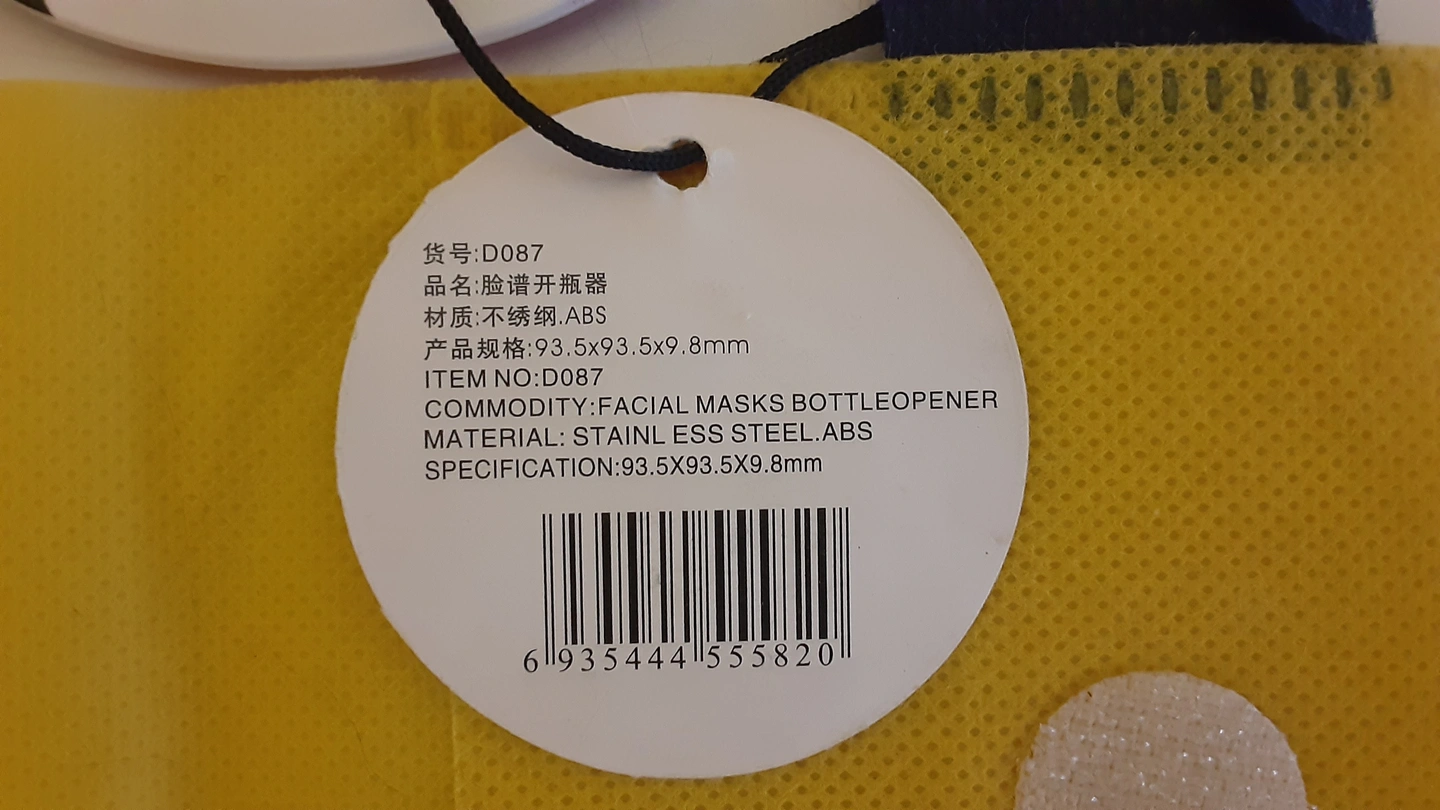 货号:D087
品名:脸谱开瓶器
材质:不绣纲.ABS
产品规格:93.5x93.5x9.8mm
ITEM NO:D087
COMMODITY:FACIAL MASKS BOTTLEOPENER
MATERIAL: STAINL ESS STEEL.ABS
SPECIFICATION:93.5X93.5X9.8mm
6 935444 555820